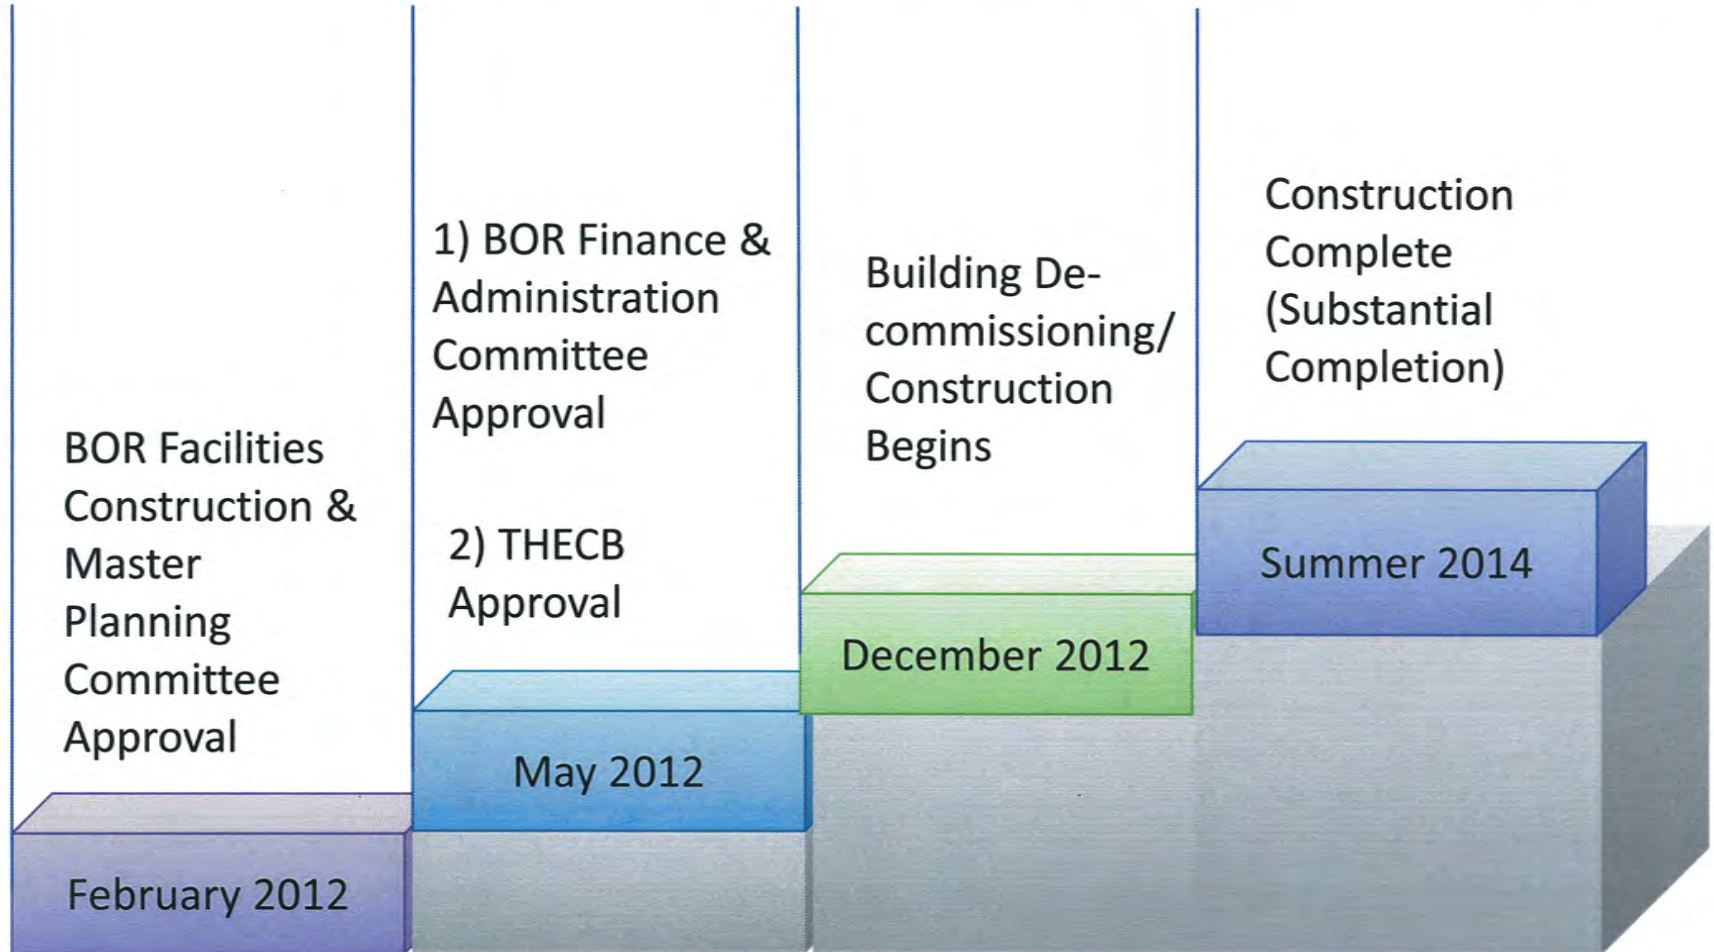 BOR Facilities
Construction &
Master
Planning
Committee
Approval
February 2012
1) BOR Finance &
Administration
Committee
Approval
2) THECB
Approval
May 2012
Building De-
commissioning/
Construction
Begins
December 2012
Construction
Complete
(Substantial
Completion)
Summer 2014